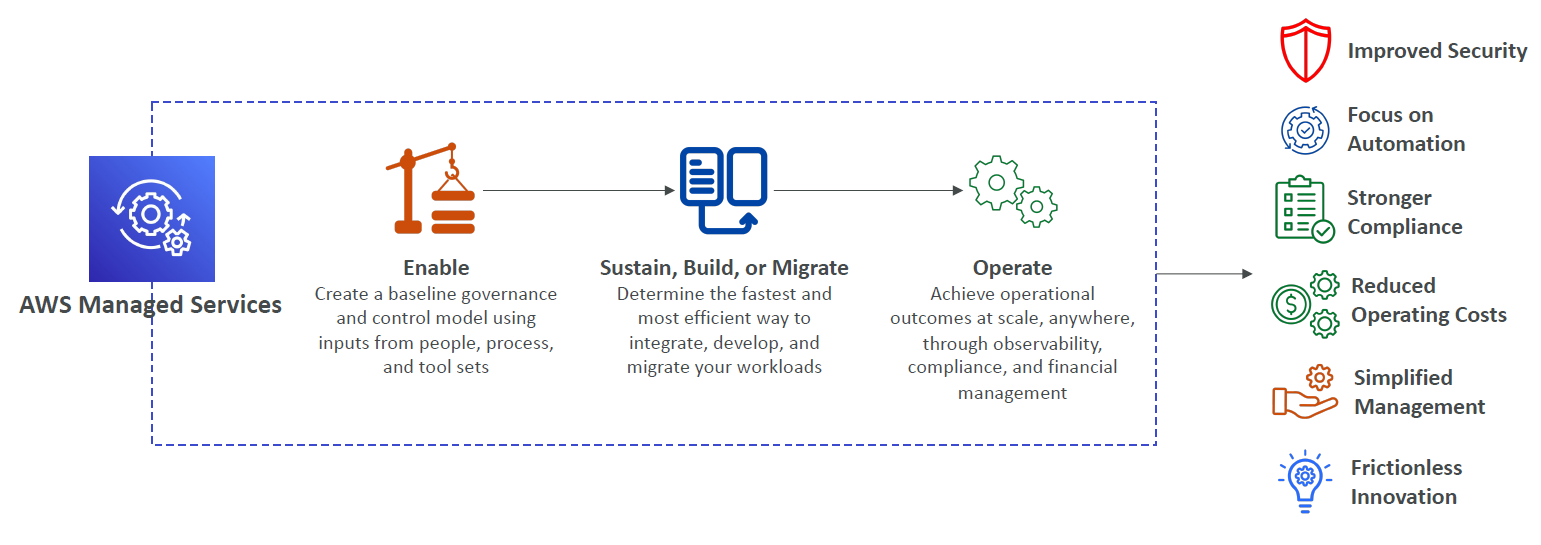 AWS Managed Services
Enable
Create a baseline governance
and control model using
inputs from people, process,
and tool sets
Sustain, Build, or Migrate
Determine the fastest and
most efficient way to
integrate, develop, and
migrate your workloads
Operate
Achieve operational
outcomes at scale, anywhere,
through observability,
compliance, and financial
management
Improved Security
Focus on
Automation
Stronger
Compliance
$
Reduced
Operating Costs
Simplified
Management
Frictionless
Innovation